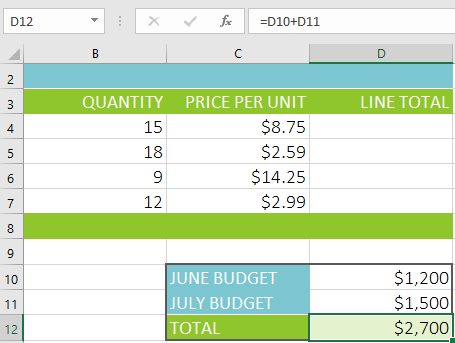 D12 fx =D10+D11
B C D
2
3 QUANTITY PRICE PER UNIT LINE TOTAL
4 15 $8.75
5 18 $2.59
6 9 $14.25
7 12 $2.99
8
9
10 JUNE BUDGET $1,200
11 JULY BUDGET $1,500
12 TOTAL $2,700